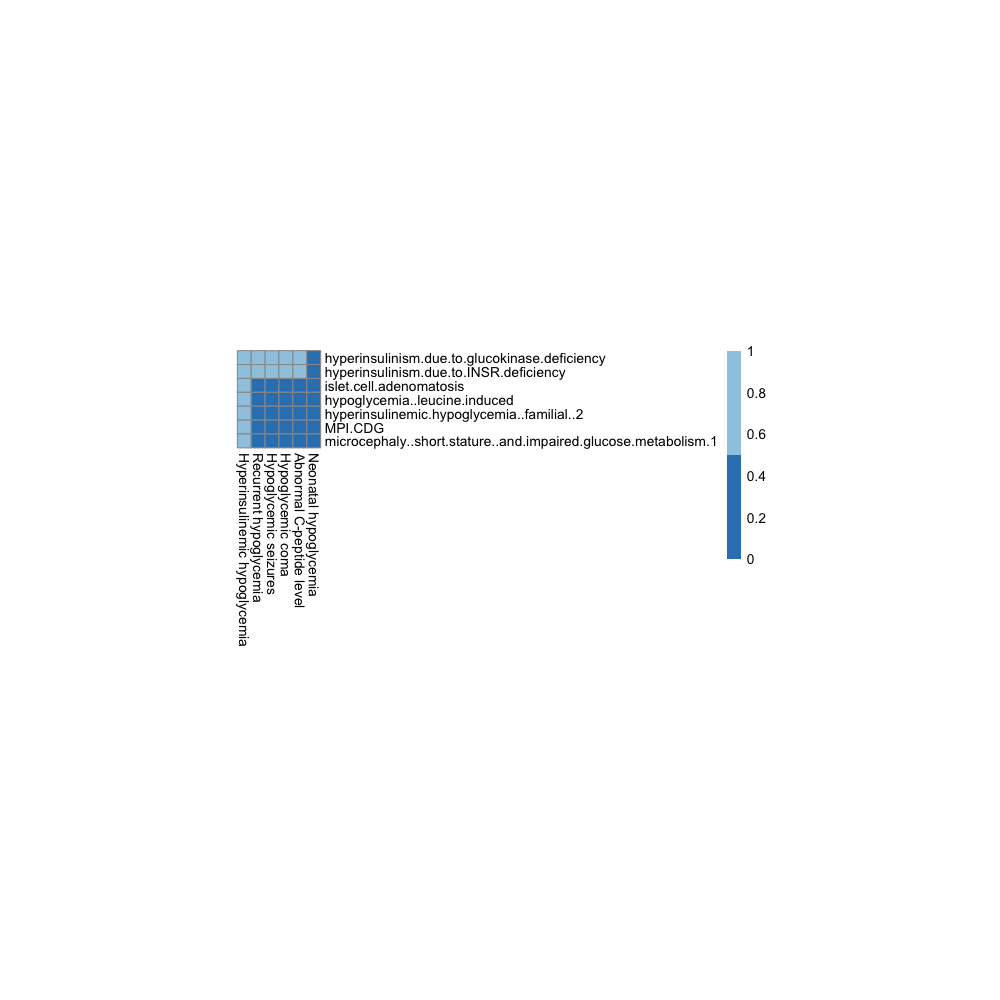 hyperinsulinism.due.to.glucokinase.deficiency
hyperinsulinism.due.to.INSR.deficiency
islet.cell.adenomatosis
hypoglycemia..leucine.induced
hyperinsulinemic.hypoglycemia..familial..2
MPI.CDG
microcephaly..short.stature..and.impaired.glucose.metabolism.1
Hyperinsulinemic hypoglycemia
Recurrent hypoglycemia
Hypoglycemic seizures
Hypoglycemic coma
Abnormal C-peptide level
Neonatal hypoglycemia
1
0.8
0.6
0.4
0.2
0